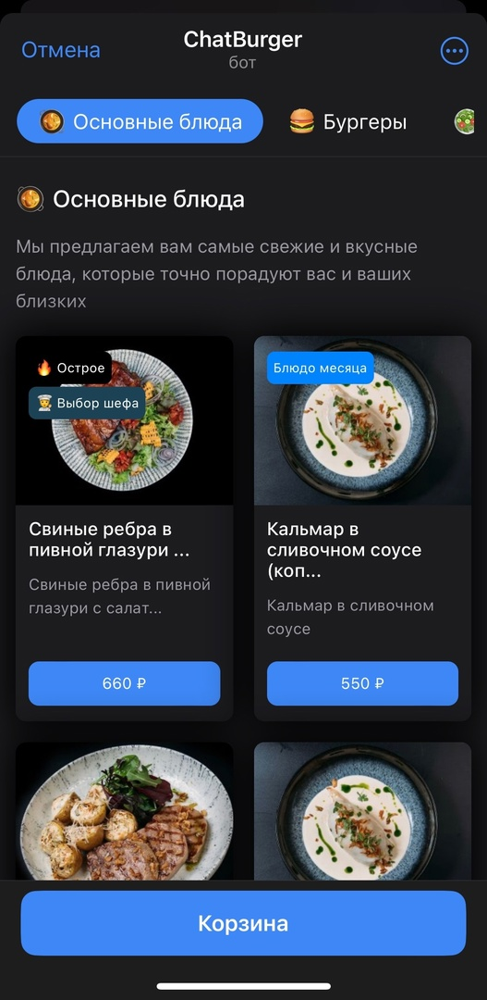 Отмена
ChatBurger
бот
Основные блюда
Бургеры
Основные блюда
Мы предлагаем вам самые свежие и вкусные
блюда, которые точно порадуют вас и ваших
близких
Острое
Выбор шефа
Блюдо месяца
Свиные ребра в
пивной глазури ...
Свиные ребра в пивной
глазури с салат...
660 ₽
Кальмар в
сливочном соусе
(коп...
Кальмар в сливочном
соусе
550 ₽
Корзина